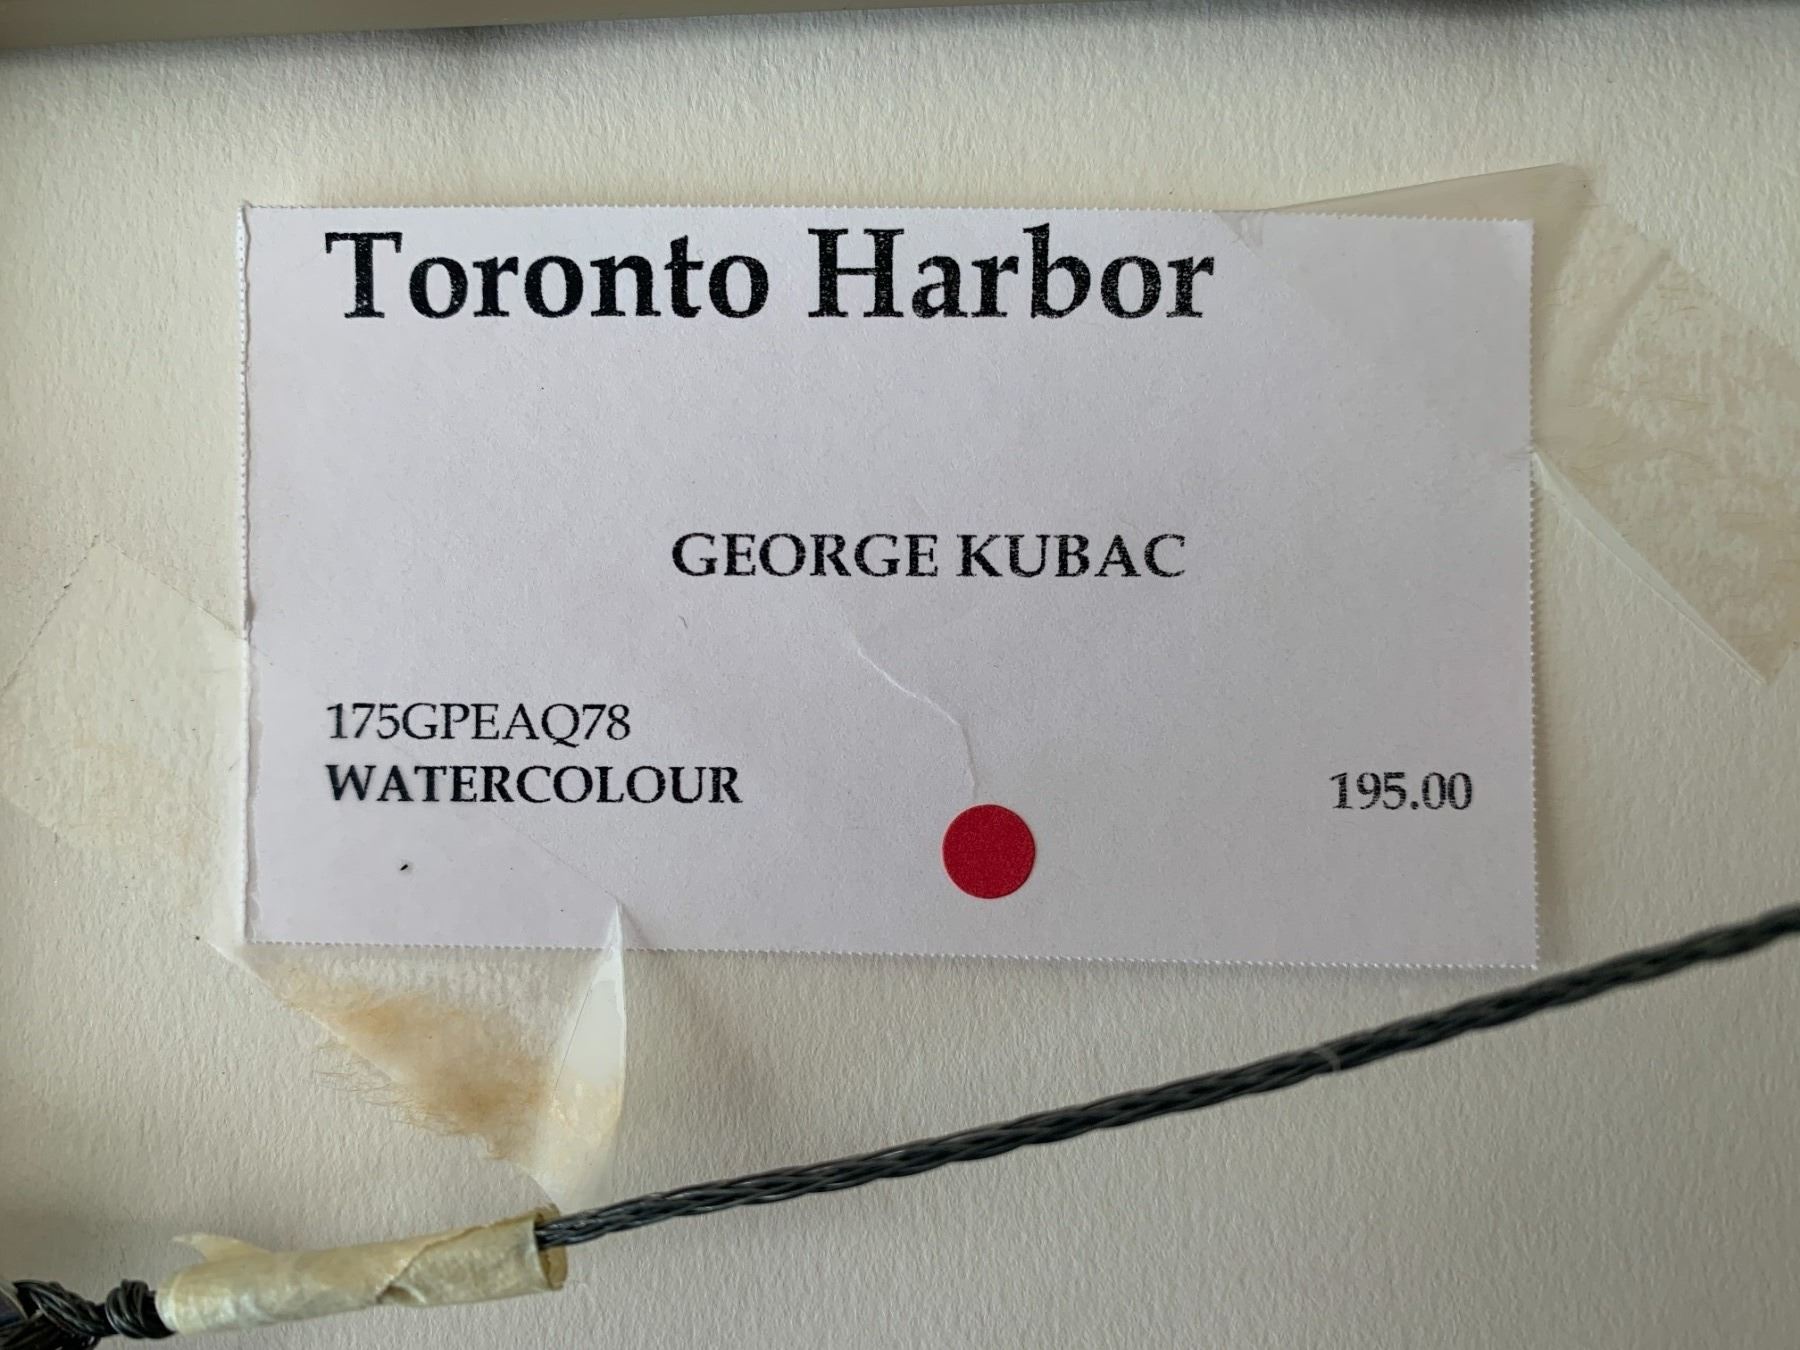 Toronto Harbor
GEORGE KUBAC
175GPEAQ78
WATERCOLOUR
195.00